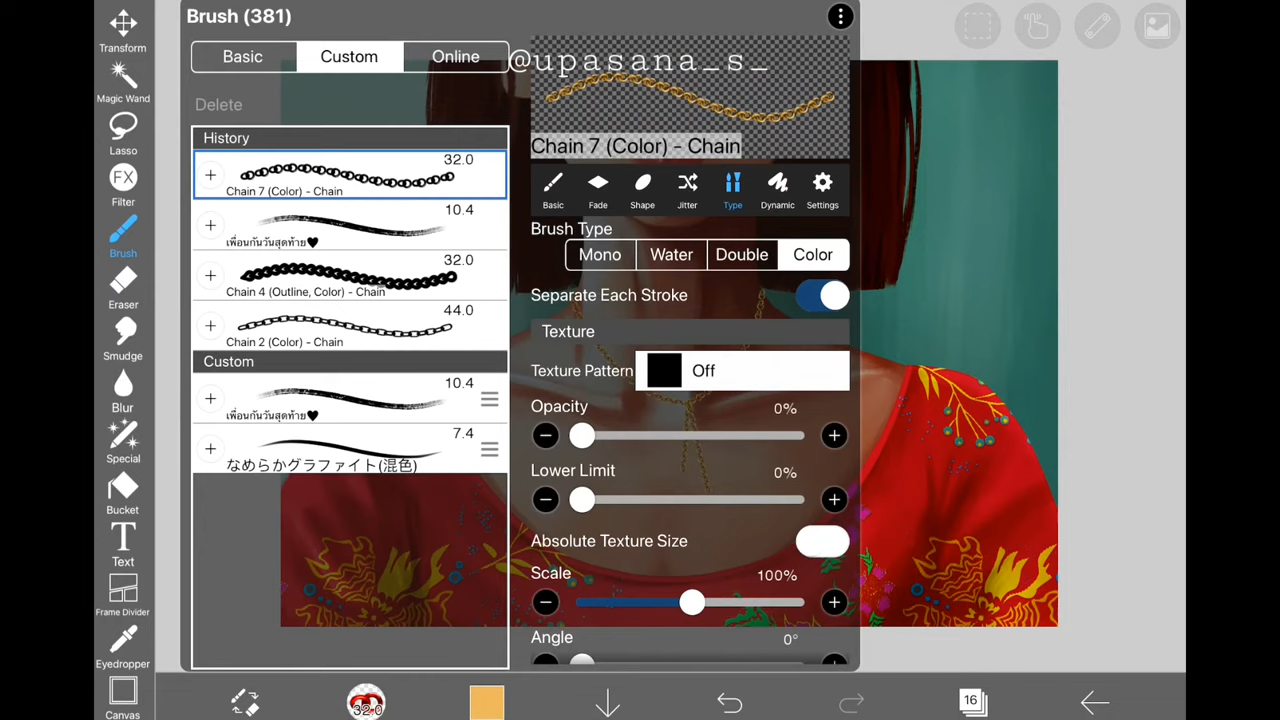 Transform
Magic Wand
Lasso
FX
Filter
Brush
Eraser
Smudge
Blur
Special
Bucket
Text
Frame Divider
Eyedropper
Canvas
Brush (381)
Basic
Custom
Online
Delete
History
32.0
Chain 7 (Color) - Chain
10.4
เพื่อนกันวันสุดท้าย♥
32.0
Chain 4 (Outline, Color) - Chain
44.0
Chain 2 (Color) - Chain
Custom
10.4
เพื่อนกันวันสุดท้าย♥
7.4
なめらかグラファイト(混色)
@upasana_s_
Chain 7 (Color) - Chain
Basic
Fade
Shape
Jitter
Type
Dynamic
Settings
Brush Type
Mono
Water
Double
Color
Separate Each Stroke
Texture
Texture Pattern
Off
Opacity
0%
Lower Limit
0%
Absolute Texture Size
Scale
100%
Angle
0°
32.0
16